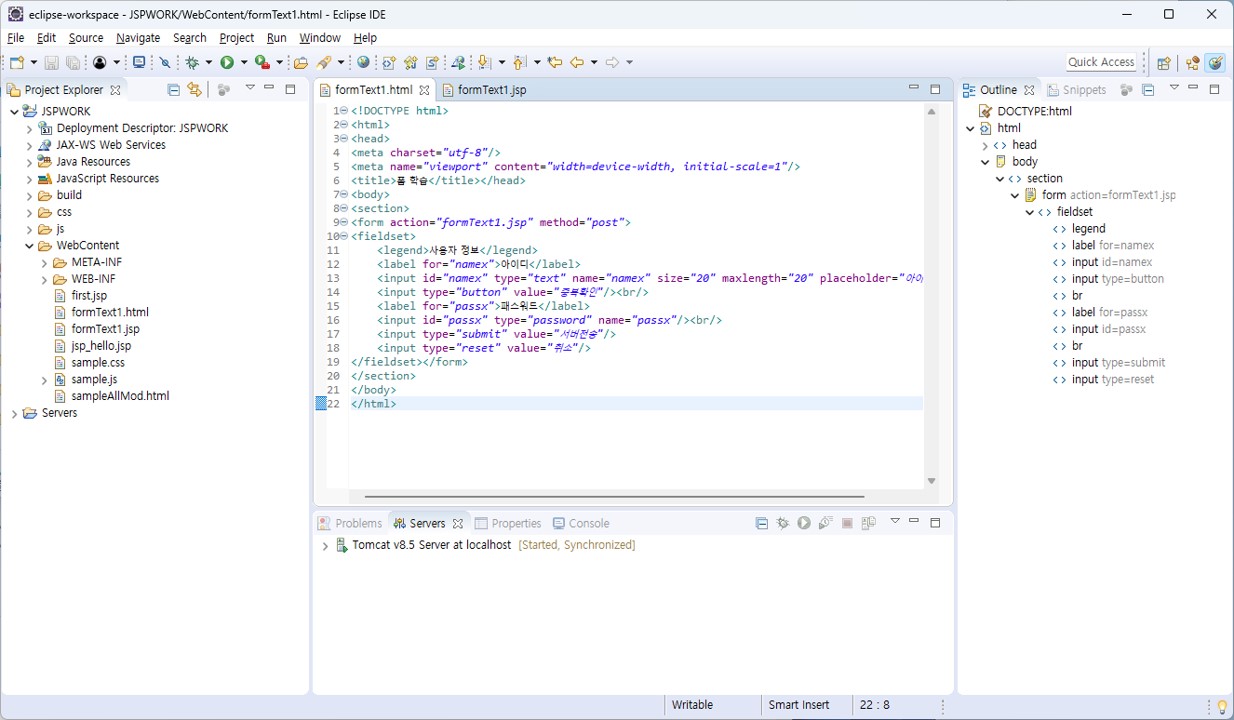 eclipse-workspace - JSPWORK/WebContent/formText1.html - Eclipse IDE
File Edit Source Navigate Search Project Run Window Help
Quick Access
Project Explorer
JSPWORK
Deployment Descriptor: JSPWORK
JAX-WS Web Services
Java Resources
JavaScript Resources
build
css
js
WebContent
META-INF
WEB-INF
first.jsp
formText1.html
formText1.jsp
jsp_hello.jsp
sample.css
sample.js
sampleAllMod.html
Servers
formText1.html formText1.jsp
1 <!DOCTYPE html>
2 <html>
3 <head>
4 <meta charset="utf-8"/>
5 <meta name="viewport" content="width=device-width, initial-scale=1"/>
6 <title>폼 학습</title></head>
7 <body>
8 <section>
9 <form action="formText1.jsp" method="post">
10 <fieldset>
11 <legend>사용자 정보</legend>
12 <label for="namex">아이디</label>
13 <input id="namex" type="text" name="namex" size="20" maxlength="20" placeholder="아이
14 <input type="button" value="중복확인"/><br/>
15 <label for="passx">패스워드</label>
16 <input id="passx" type="password" name="passx"/><br/>
17 <input type="submit" value="서버전송"/>
18 <input type="reset" value="취소"/>
19 </fieldset></form>
20 </section>
21 </body>
22 </html>
Problems Servers Properties Console
Tomcat v8.5 Server at localhost [Started, Synchronized]
Outline Snippets
DOCTYPE:html
html
head
body
section
form action=formText1.jsp
fieldset
legend
label for=namex
input id=namex
input type=button
br
label for=passx
input id=passx
br
input type=submit
input type=reset
Writable Smart Insert 22 : 8